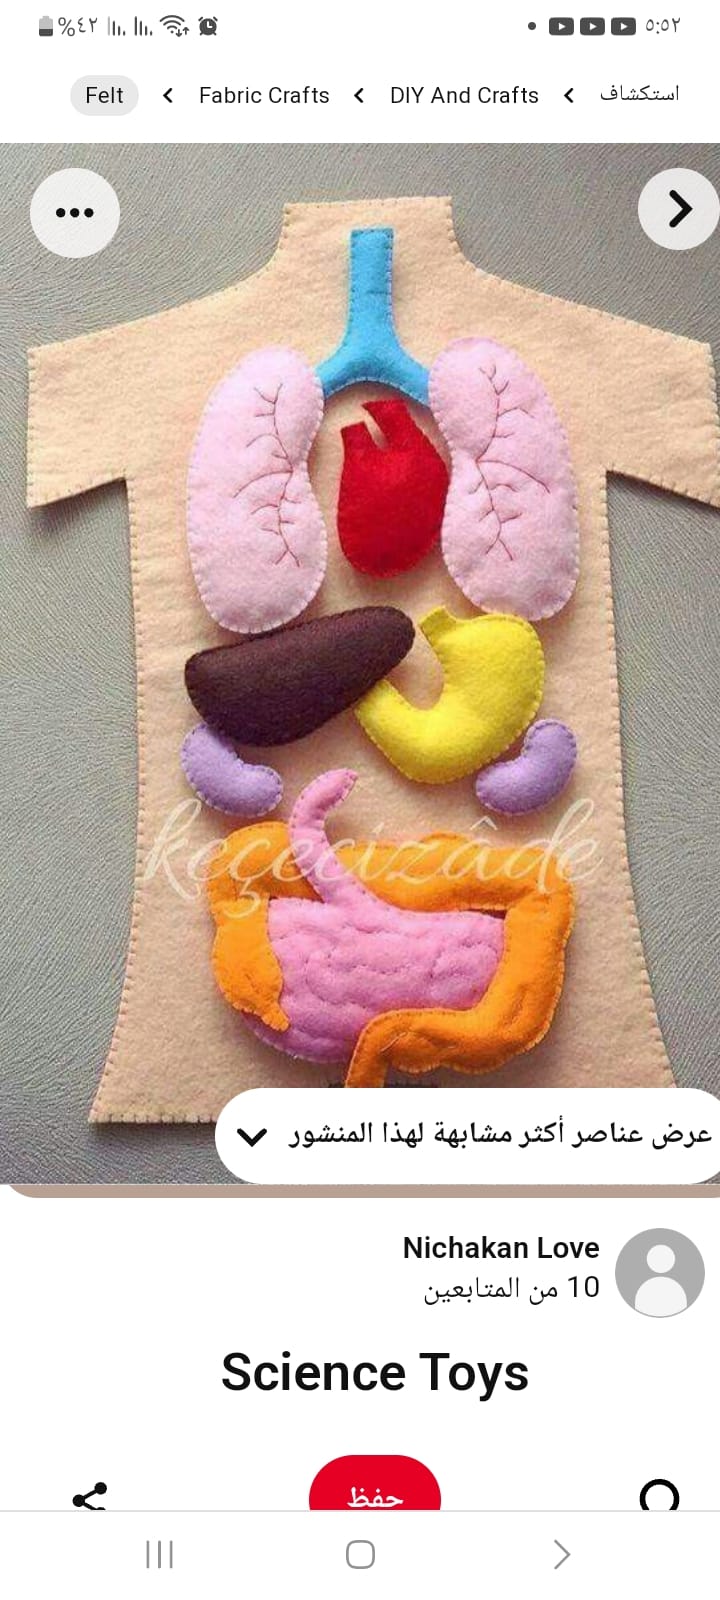 ٥:٥٢
%٤٢
استكشاف
DIY And Crafts
Fabric Crafts
Felt
keçecizâde
عرض عناصر أكثر مشابهة لهذا المنشور
Nichakan Love
10 من المتابعين
Science Toys
حفظ